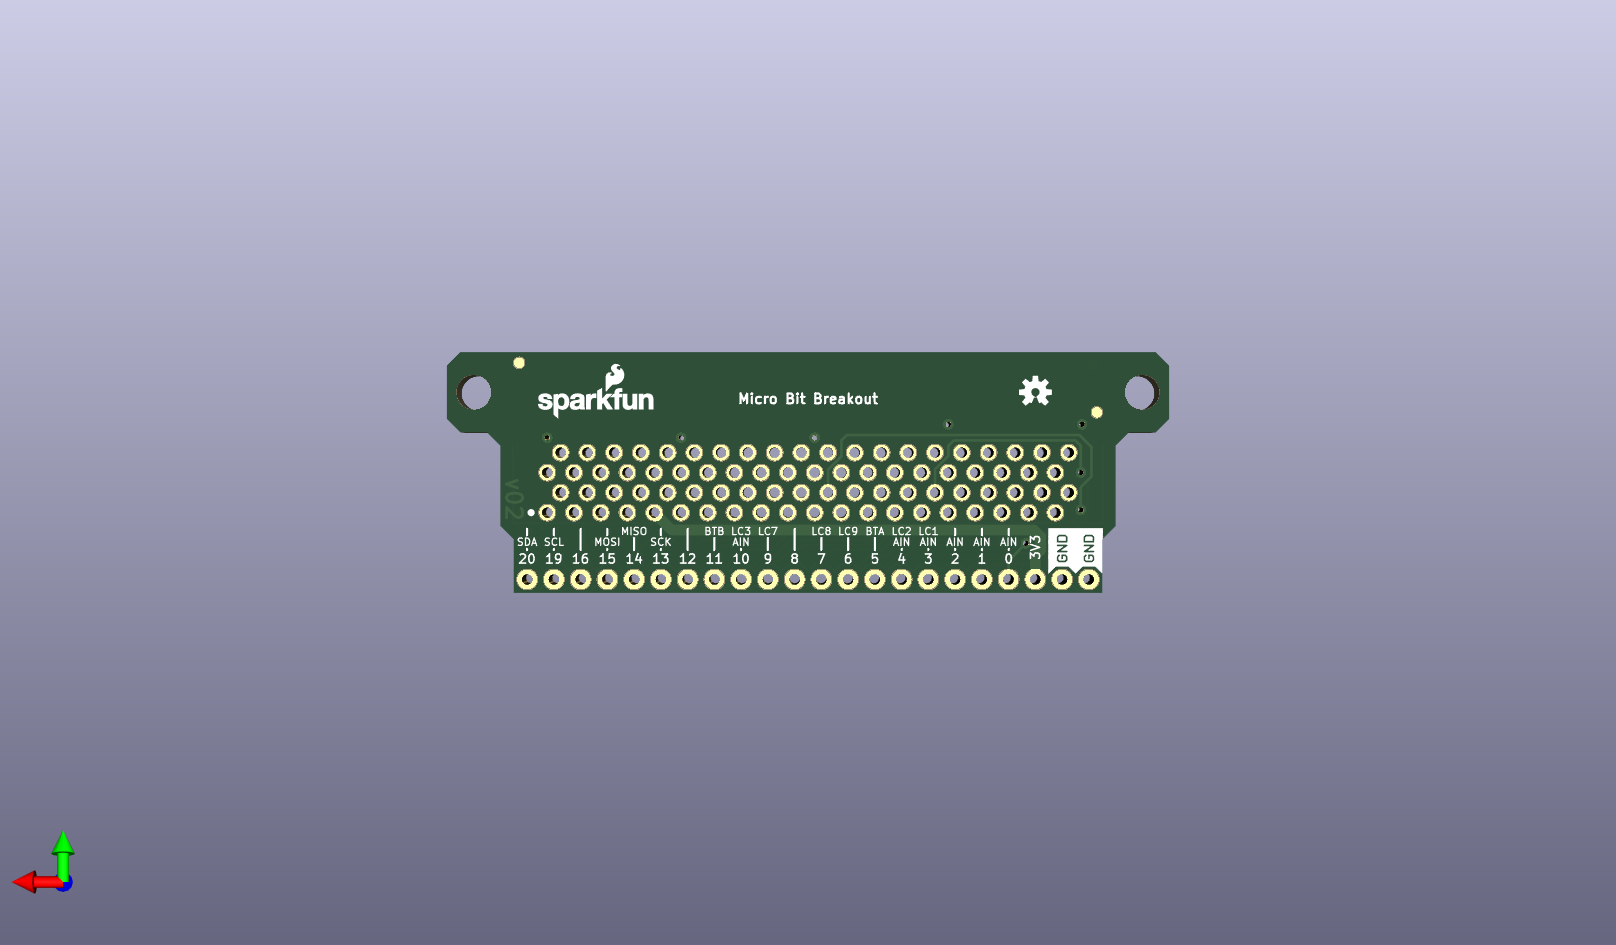 sparkfun
Micro Bit Breakout
v02
MISO BTB LC3 LC7 LC8 LC9 BTA LC2 LC1
SDA SCL MOSI SCK AIN AIN AIN AIN AIN AIN
20 19 16 15 14 13 12 11 10 9 8 7 6 5 4 3 2 1 0
3V3
GND
GND